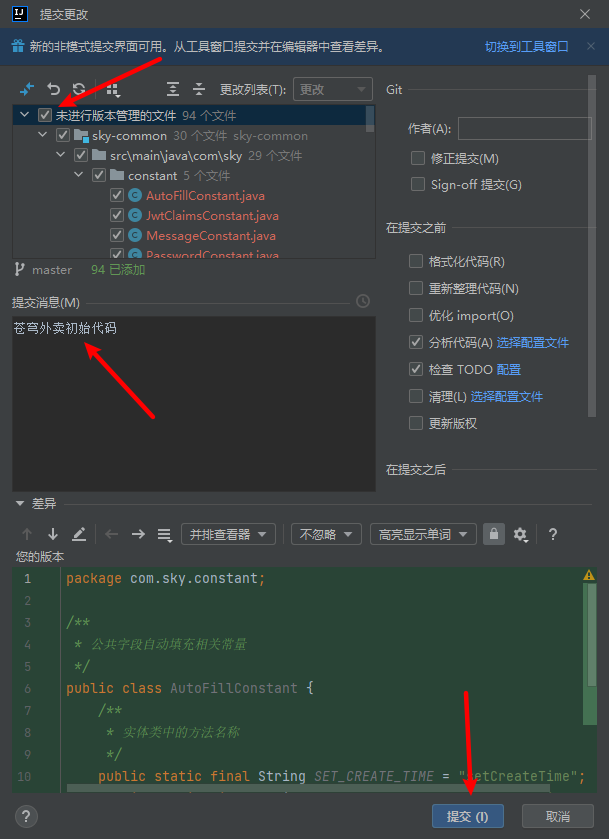 提交更改
新的非模式提交界面可用。从工具窗口提交并在编辑器中查看差异。 切换到工具窗口
更改列表(T): 更改
未进行版本管理的文件 94 个文件
sky-common 30 个文件 sky-common
src\main\java\com\sky 29 个文件
constant 5 个文件
AutoFillConstant.java
JwtClaimsConstant.java
MessageConstant.java
PasswordConstant.java
master 94 已添加
提交消息(M)
苍穹外卖初始代码
Git
作者(A):
修正提交(M)
Sign-off 提交(G)
在提交之前
格式化代码(R)
重新整理代码(N)
优化 import(O)
分析代码(A) 选择配置文件
检查 TODO 配置
清理(L) 选择配置文件
更新版权
在提交之后
差异
并排查看器 不忽略 高亮显示单词 ?
您的版本
1 package com.sky.constant;
2
3 /**
4 * 公共字段自动填充相关常量
5 */
6 public class AutoFillConstant {
7 /**
8 * 实体类中的方法名称
9 */
10 public static final String SET_CREATE_TIME = "setCreateTime";
? 提交 (I) 取消